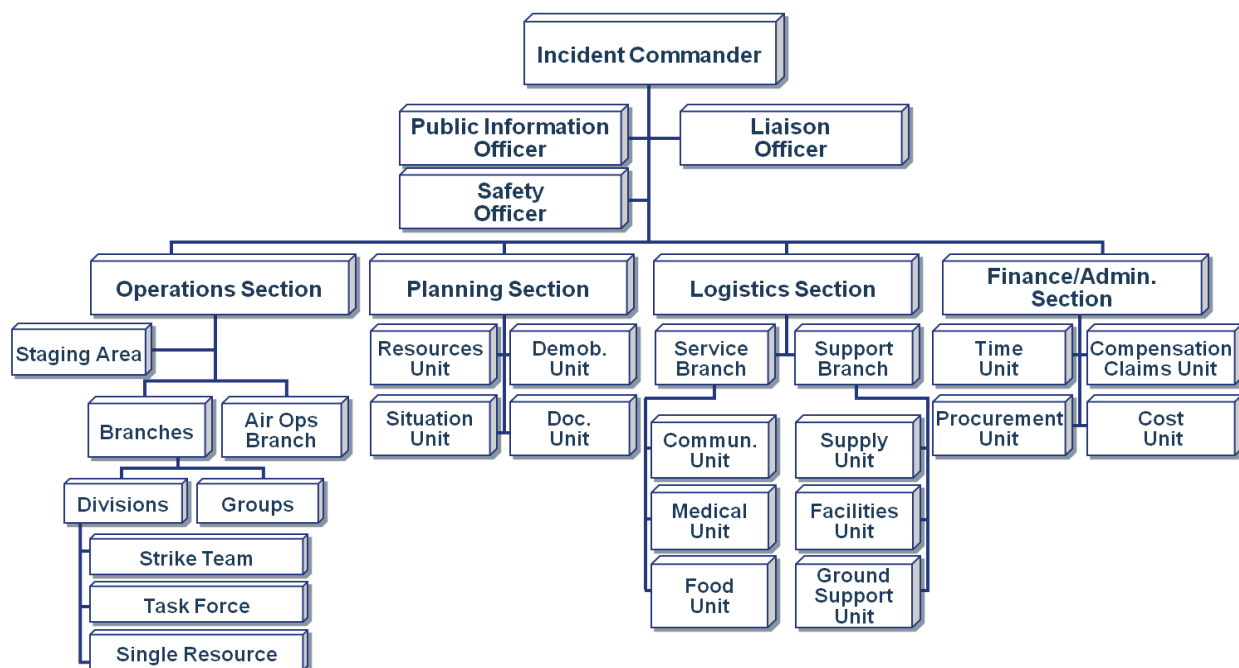 Incident Commander
Public Information
Officer
Liaison
Officer
Safety
Officer
Operations Section
Planning Section
Logistics Section
Finance/Admin.
Section
Staging Area
Resources
Unit
Demob.
Unit
Service
Branch
Support
Branch
Time
Unit
Compensation
Claims Unit
Branches
Air Ops
Branch
Situation
Unit
Doc.
Unit
Procurement
Unit
Cost
Unit
Commun.
Unit
Supply
Unit
Divisions
Groups
Medical
Unit
Facilities
Unit
Strike Team
Task Force
Food
Unit
Ground
Support
Unit
Single Resource